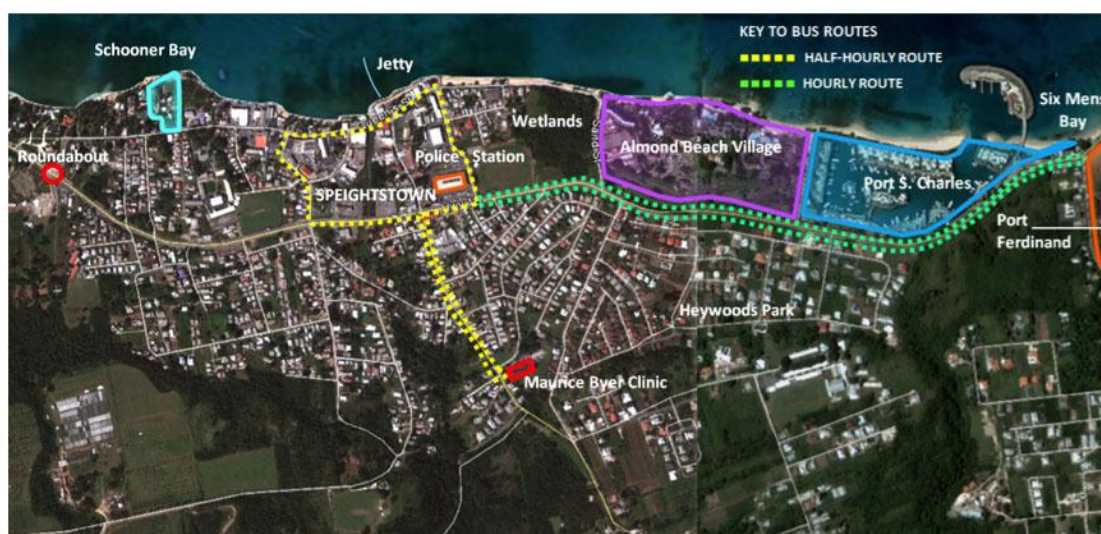 KEY TO BUS ROUTES
HALF-HOURLY ROUTE
HOURLY ROUTE
Schooner Bay
Jetty
Six Mens
Bay
Wetlands
Almond Beach Village
Roundabout
Police Station
Port S. Charles
SPEIGHTSTOWN
Port
Ferdinand
Heywoods Park
Maurice Byer Clinic